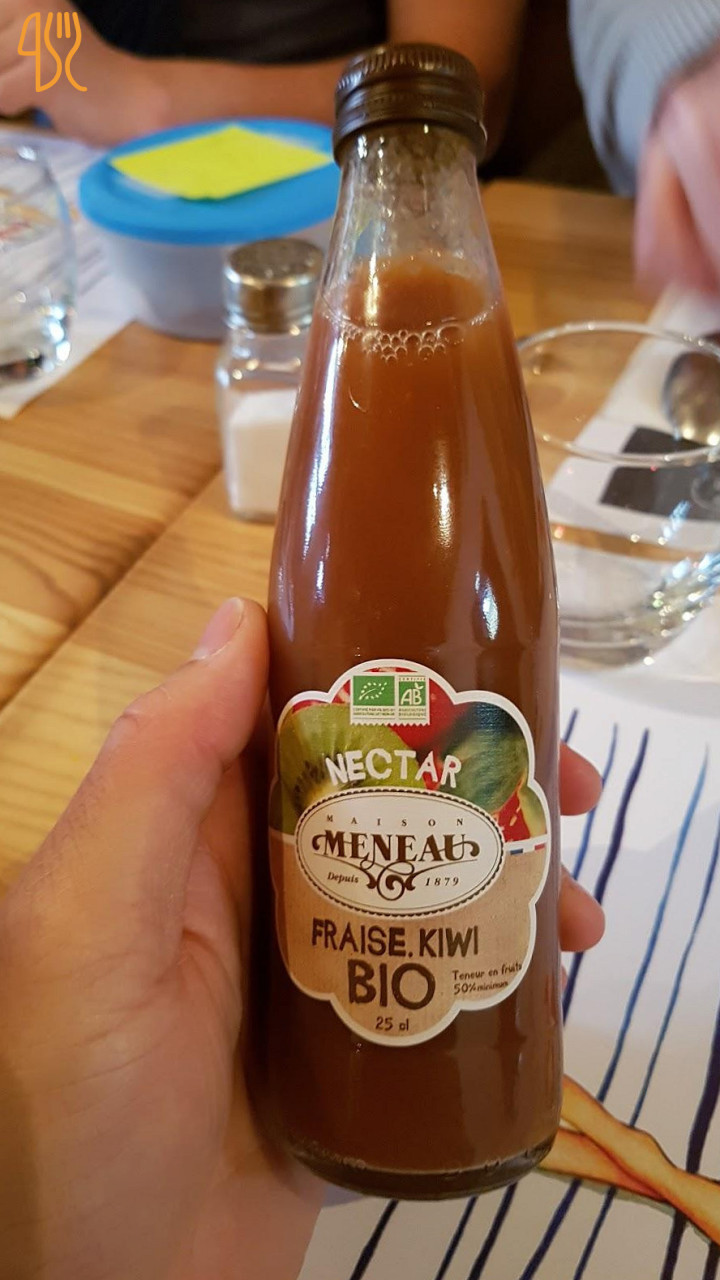 AB
NECTAR
MAISON
MENEAU
Depuis 1879
FRAISE.KIWI
BIO
Teneur en fruits
50% minimum
25 cl